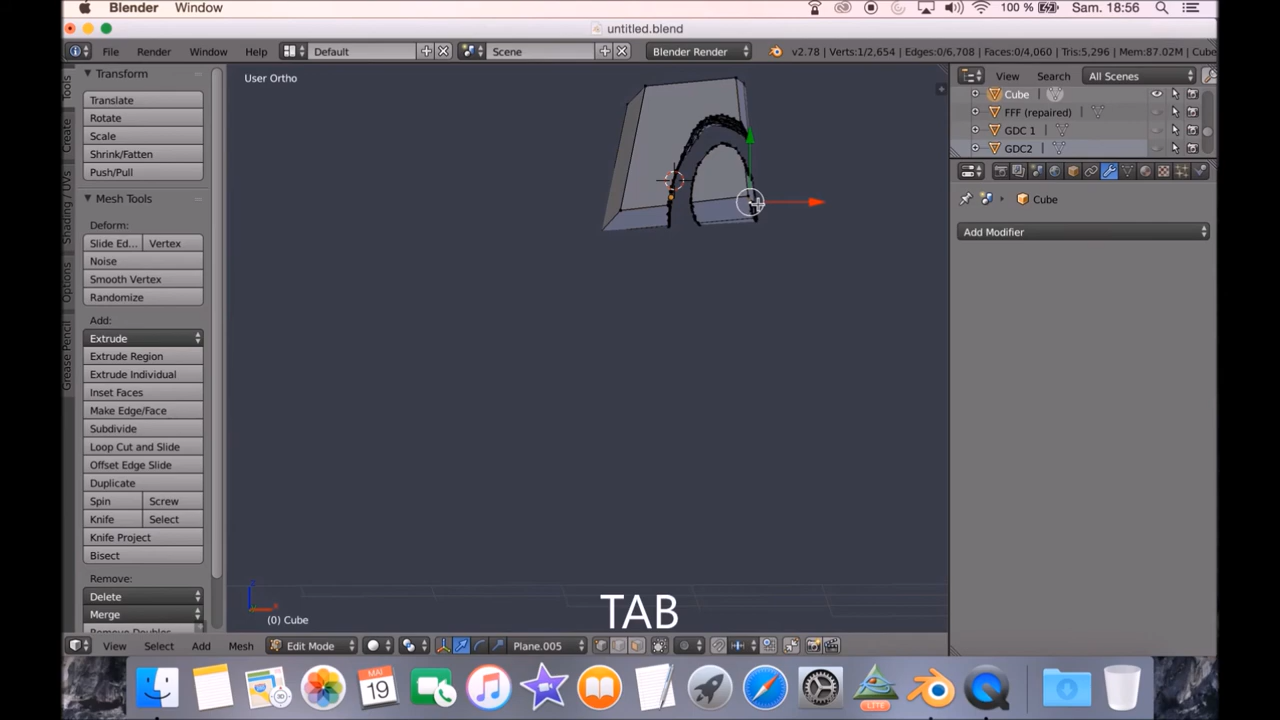 Blender Window 100 % Sam. 18:56
untitled.blend
File Render Window Help Default Scene Blender Render v2.78 | Verts:1/2,654 | Edges:0/6,708 | Faces:0/4,060 | Tris:5,296 | Mem:87.02M | Cube
Transform
Translate
Rotate
Scale
Shrink/Fatten
Push/Pull
Mesh Tools
Deform:
Slide Ed... Vertex
Noise
Smooth Vertex
Randomize
Add:
Extrude
Extrude Region
Extrude Individual
Inset Faces
Make Edge/Face
Subdivide
Loop Cut and Slide
Offset Edge Slide
Duplicate
Spin Screw
Knife Select
Knife Project
Bisect
Remove:
Delete
Merge
Remove Doubles
Tools
Create
Shading / UVs
Options
Grease Pencil
User Ortho
(0) Cube
TAB
View Select Add Mesh Edit Mode Plane.005
View Search All Scenes
Cube
FFF (repaired)
GDC 1
GDC2
Cube
Add Modifier
MAI
19
LITE